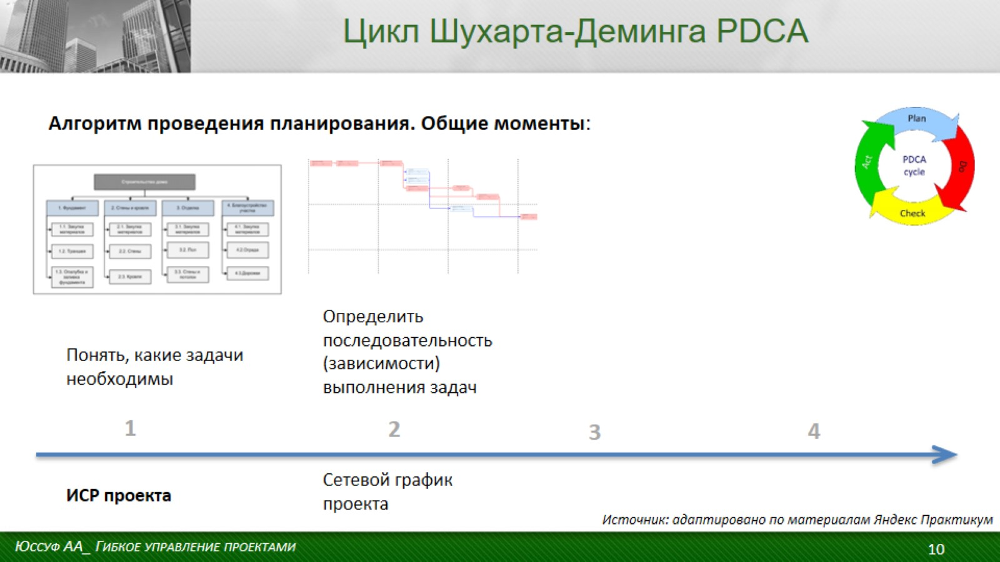 Цикл Шухарта-Деминга PDCA
Алгоритм проведения планирования. Общие моменты:
Plan
Do
Check
Act
PDCA
cycle
Строительство дома
1. Фундамент
2. Стены и кровля
3. Отделка
4. Благоустройство
участка
1.1. Закупка
материалов
2.1. Закупка
материалов
3.1. Закупка
материалов
4.1. Закупка
материалов
1.2. Траншея
2.2. Стены
3.2. Пол
4.2 Ограда
1.3. Опалубка и
заливка
фундамента
2.3. Кровля
3.3. Стены и
потолок
4.3.Дорожки
Понять, какие задачи
необходимы
Определить
последовательность
(зависимости)
выполнения задач
1
2
3
4
ИСР проекта
Сетевой график
проекта
Источник: адаптировано по материалам Яндекс Практикум
Юссуф АА_ Гибкое управление проектами
10